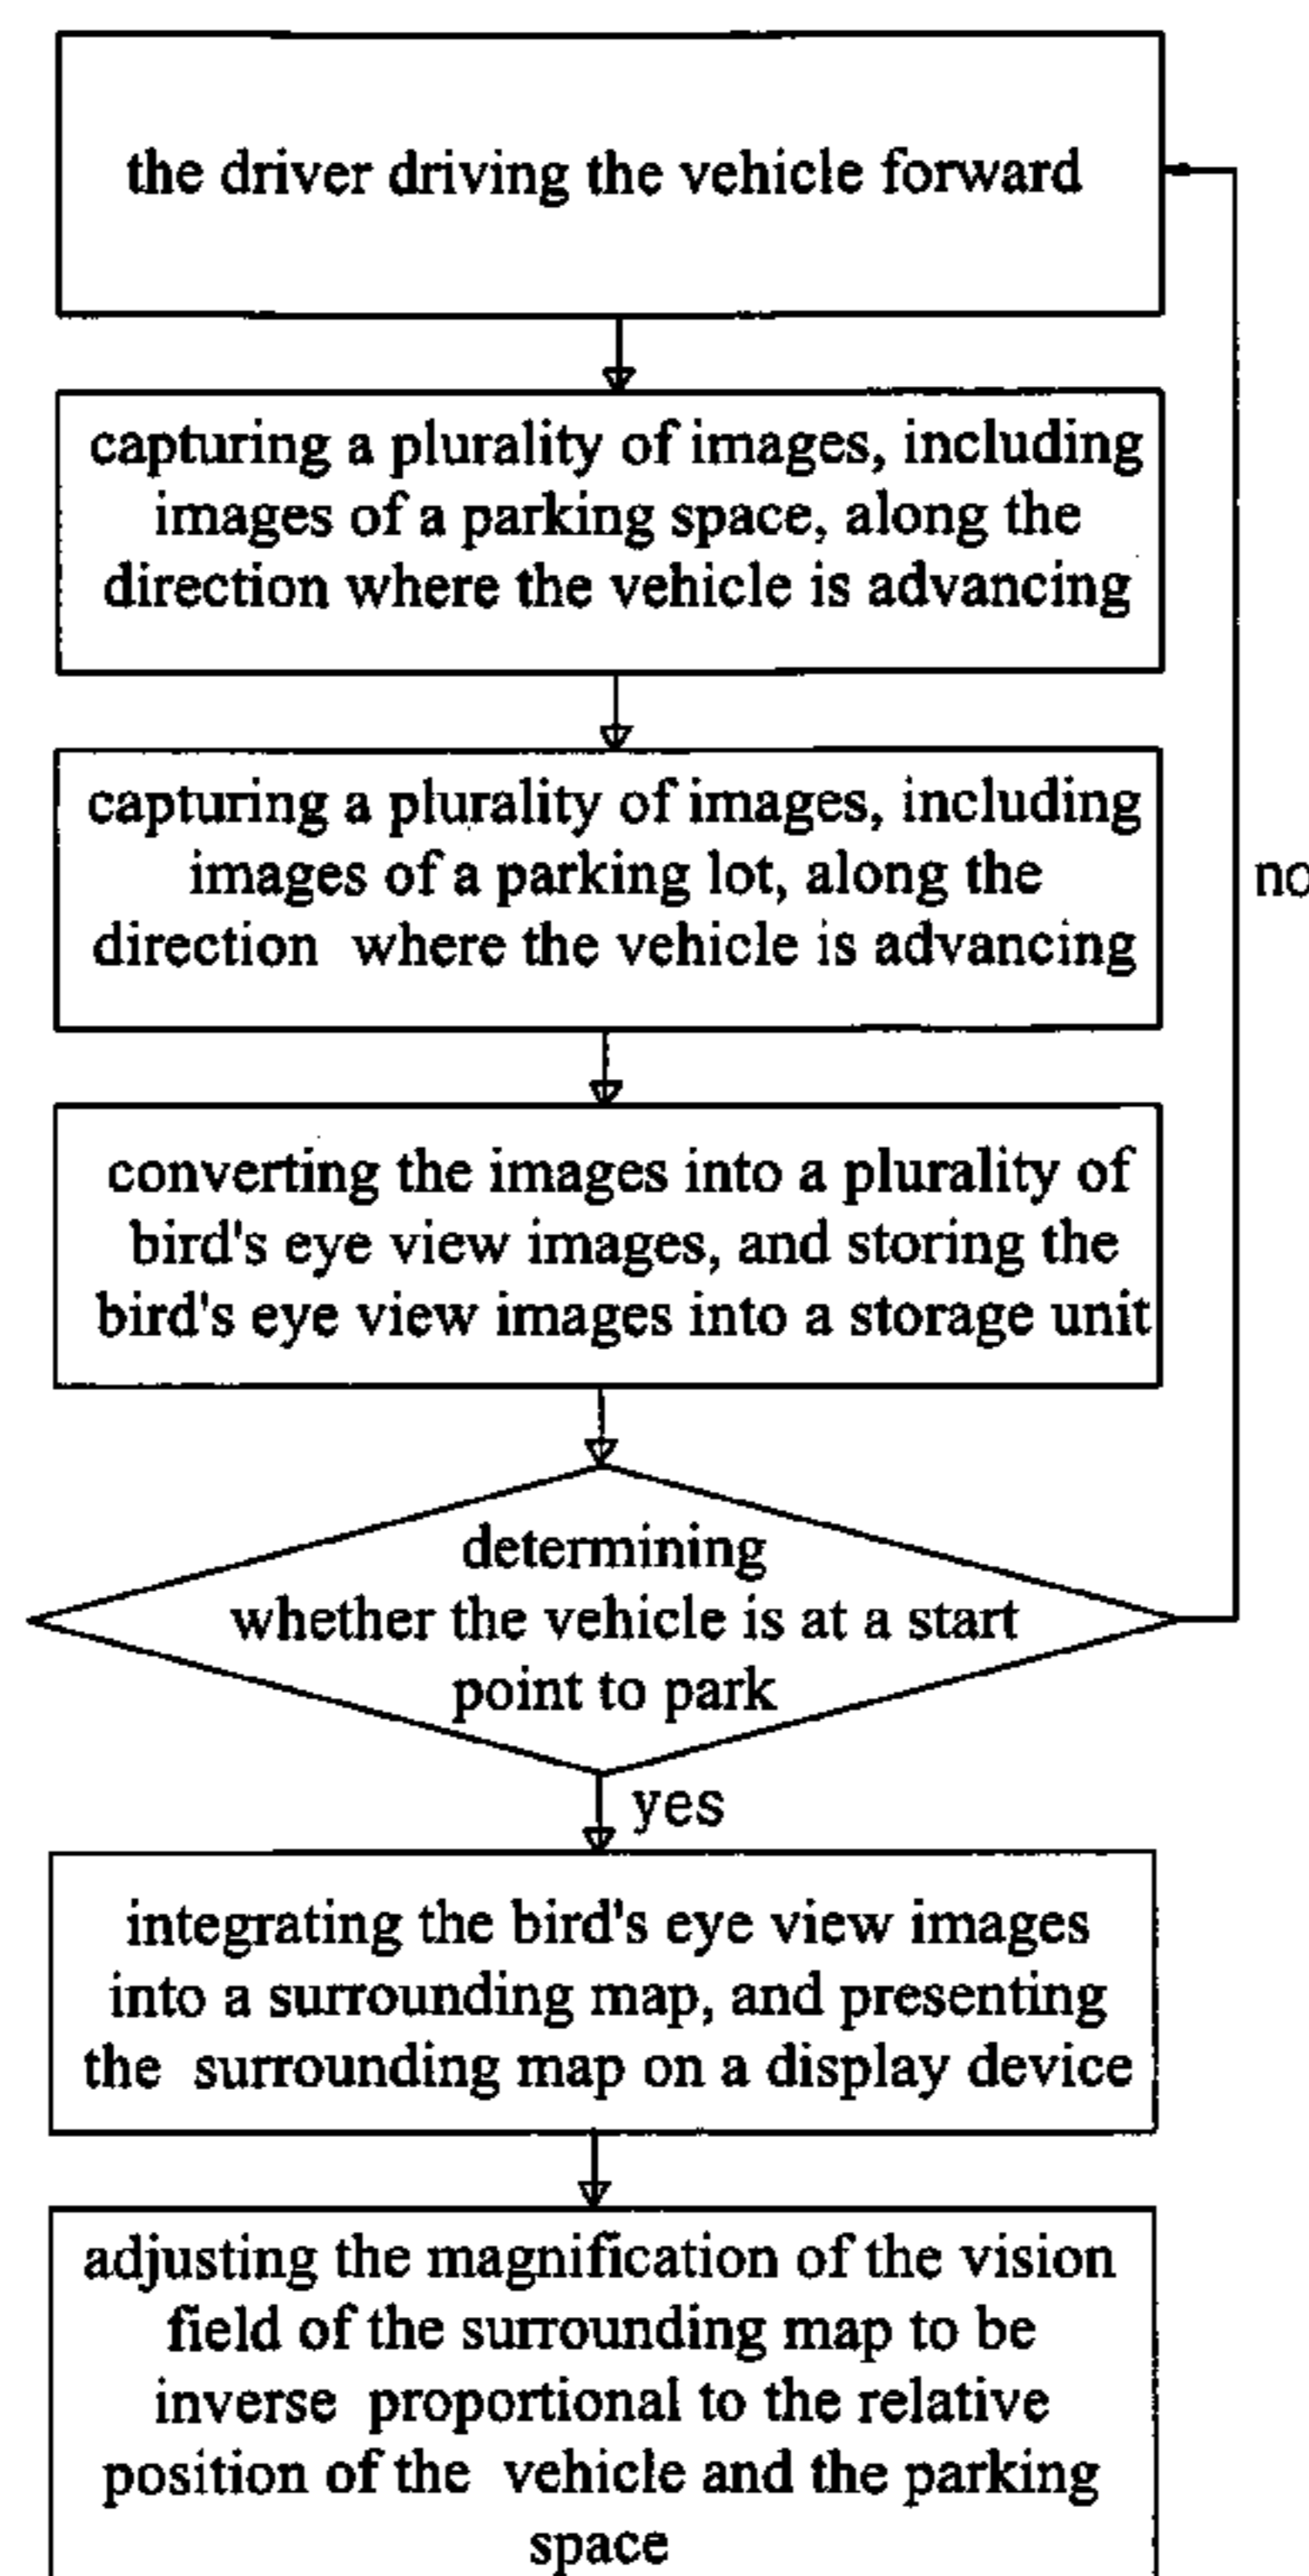 the driver driving the vehicle forward
capturing a plurality of images, including
images of a parking space, along the
direction where the vehicle is advancing
capturing a plurality of images, including
images of a parking lot, along the
direction where the vehicle is advancing
no
converting the images into a plurality of
bird's eye view images, and storing the
bird's eye view images into a storage unit
determining
whether the vehicle is at a start
point to park
yes
integrating the bird's eye view images
into a surrounding map, and presenting
the surrounding map on a display device
adjusting the magnification of the vision
field of the surrounding map to be
inverse proportional to the relative
position of the vehicle and the parking
space